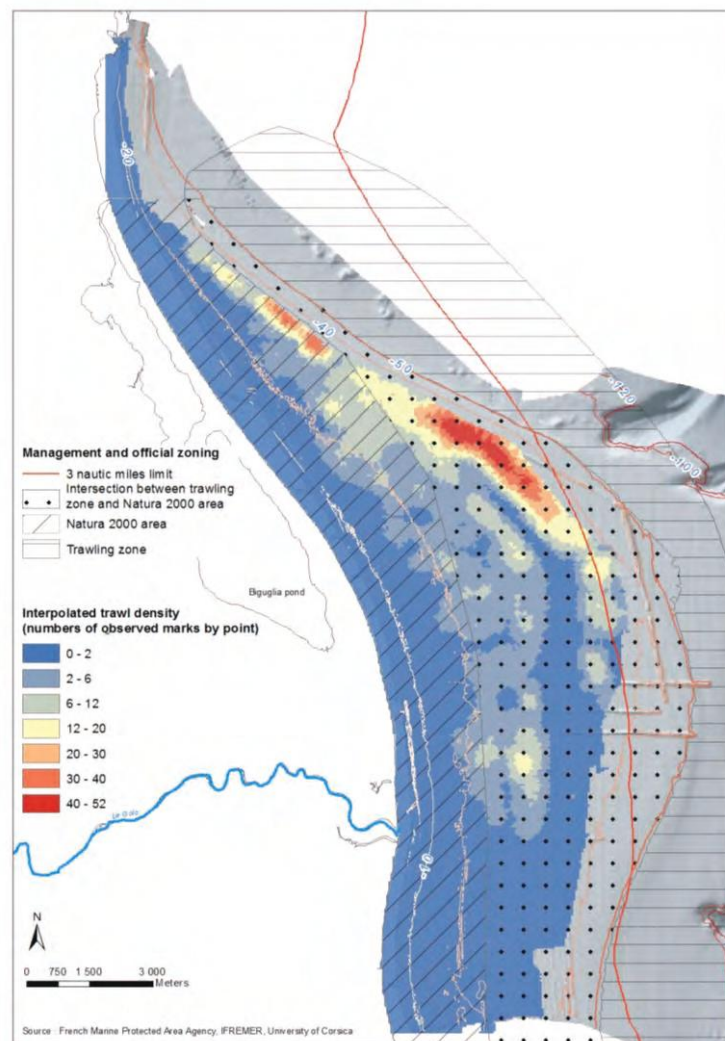 -20
-40
-60
-120
-190
Management and official zoning
3 nautic miles limit
Intersection between trawling
zone and Natura 2000 area
Natura 2000 area
Trawling zone
Biguglia pond
Interpolated trawl density
(numbers of observed marks by point)
0 - 2
2 - 6
6 - 12
12 - 20
20 - 30
30 - 40
40 - 52
N
0 750 1 500 3 000
Meters
Source : French Marine Protected Area Agency, IFREMER, University of Corsica